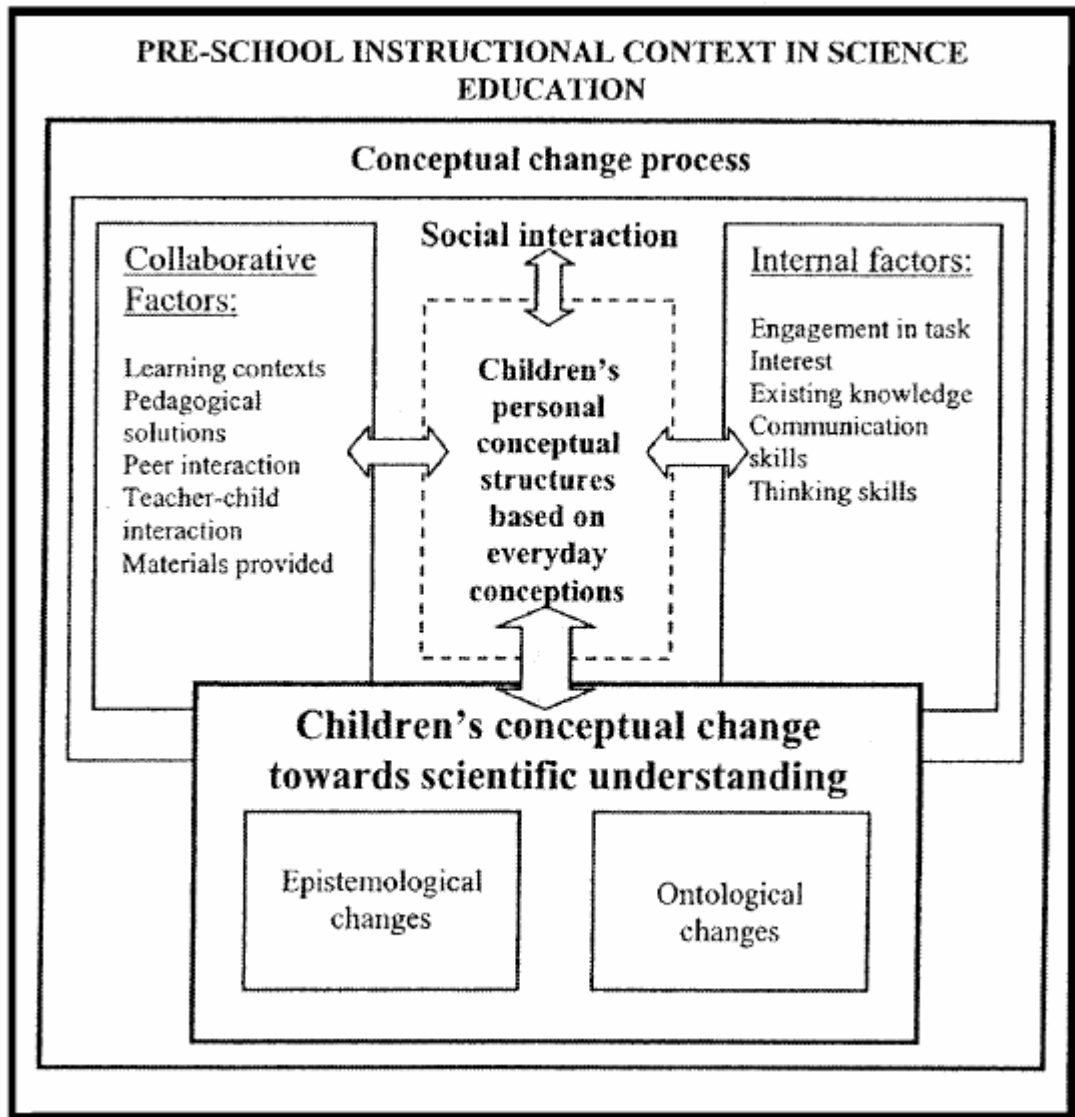 PRE-SCHOOL INSTRUCTIONAL CONTEXT IN SCIENCE
EDUCATION
Conceptual change process
Social interaction
Collaborative
Factors:
Learning contexts
Pedagogical
solutions
Peer interaction
Teacher-child
interaction
Materials provided
Children's
personal
conceptual
structures
based on
everyday
conceptions
Internal factors:
Engagement in task
Interest
Existing knowledge
Communication
skills
Thinking skills
Children's conceptual change
towards scientific understanding
Epistemological
changes
Ontological
changes